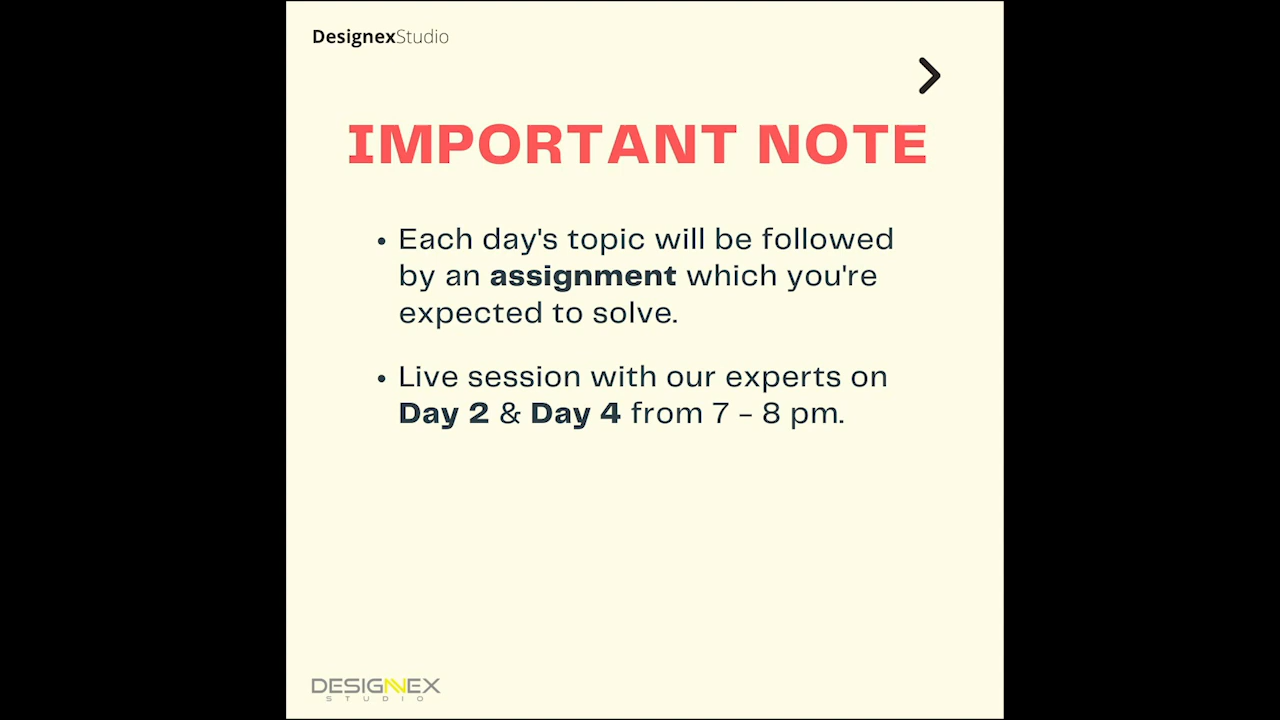 DesignexStudio
IMPORTANT NOTE
• Each day's topic will be followed
by an assignment which you're
expected to solve.
• Live session with our experts on
Day 2 & Day 4 from 7 - 8 pm.
DESIGNEX
STUDIO